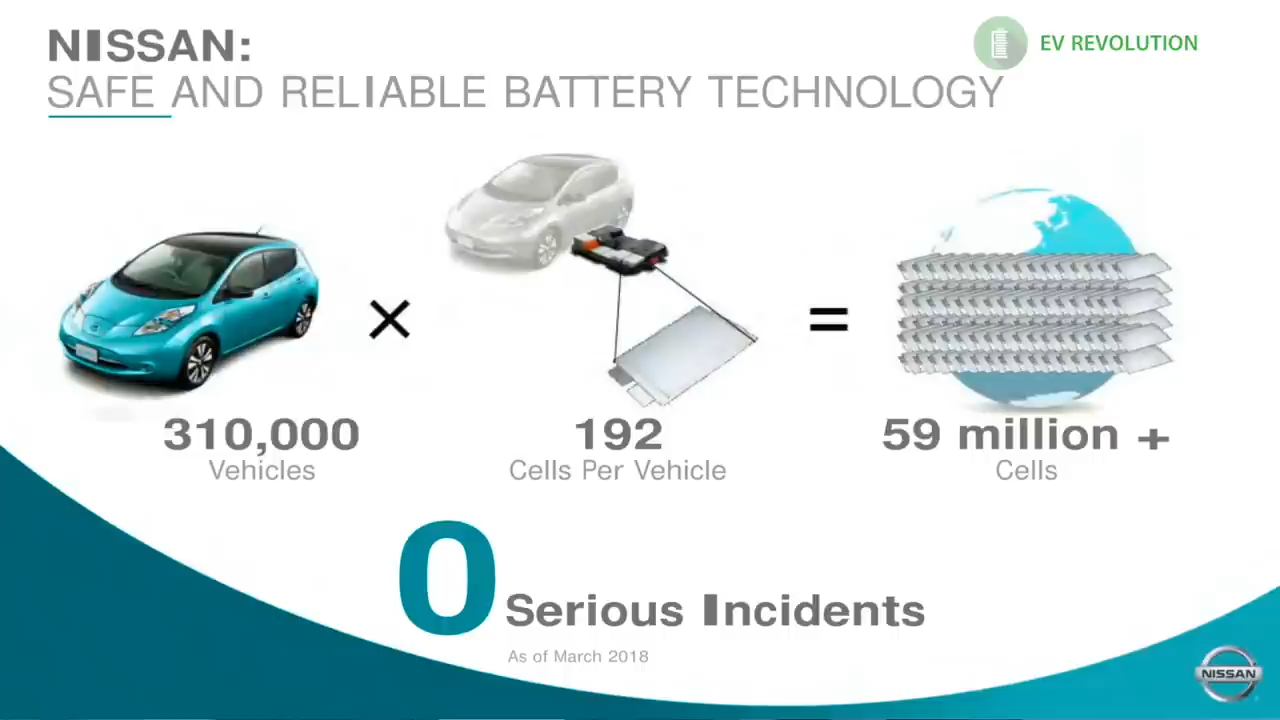 NISSAN:
EV REVOLUTION
SAFE AND RELIABLE BATTERY TECHNOLOGY
×
=
310,000
Vehicles
192
Cells Per Vehicle
59 million +
Cells
0 Serious Incidents
As of March 2018
NISSAN